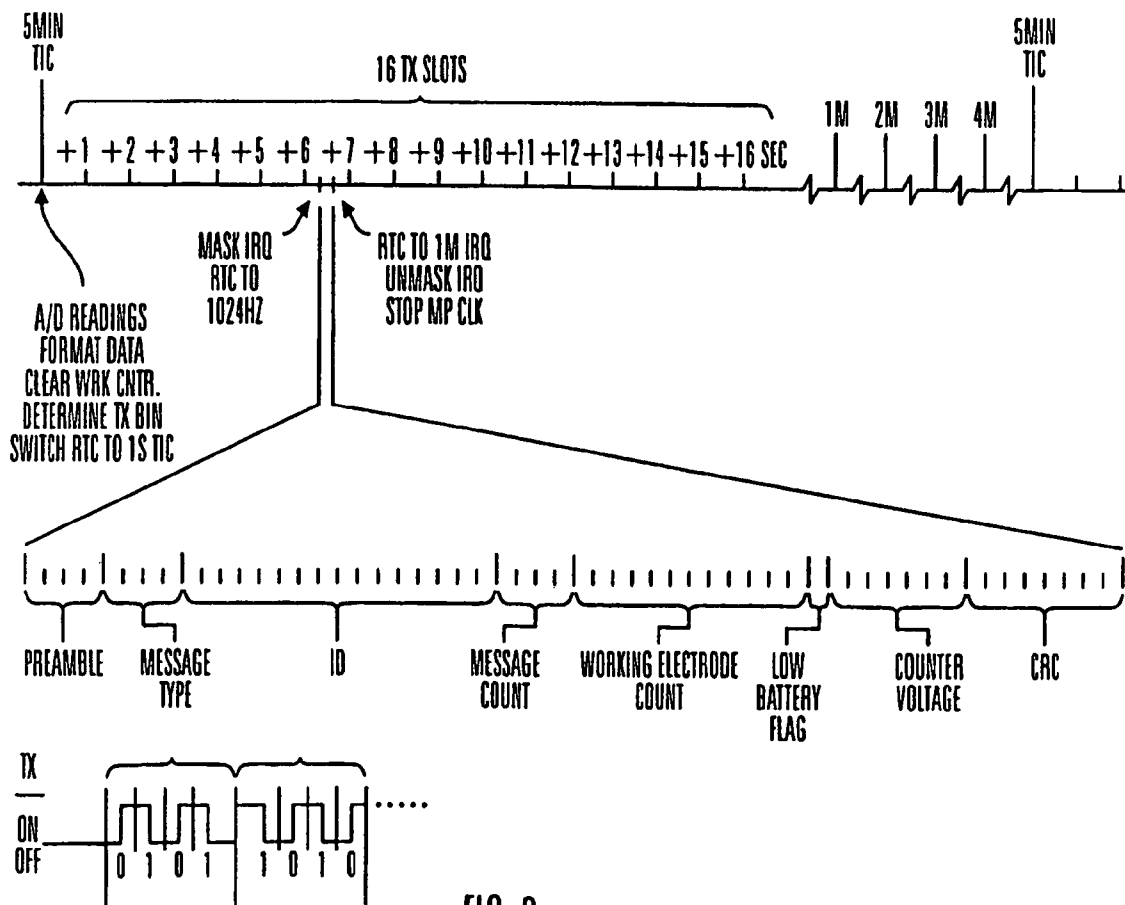 5MIN
TIC
16 TX SLOTS
5MIN
TIC
1M 2M 3M 4M
+1 +2 +3 +4 +5 +6 +7 +8 +9 +10 +11 +12 +13 +14 +15 +16 SEC
MASK IRQ
RTC TO
1024HZ
RTC TO 1M IRQ
UNMASK IRQ
STOP MP CLK
A/D READINGS
FORMAT DATA
CLEAR WRK CNTR.
DETERMINE TX BIN
SWITCH RTC TO 1S TIC
PREAMBLE
MESSAGE
TYPE
ID
MESSAGE
COUNT
WORKING ELECTRODE
COUNT
LOW
BATTERY
FLAG
COUNTER
VOLTAGE
CRC
TX
ON
OFF
0 1 0 1 1 0 1 0